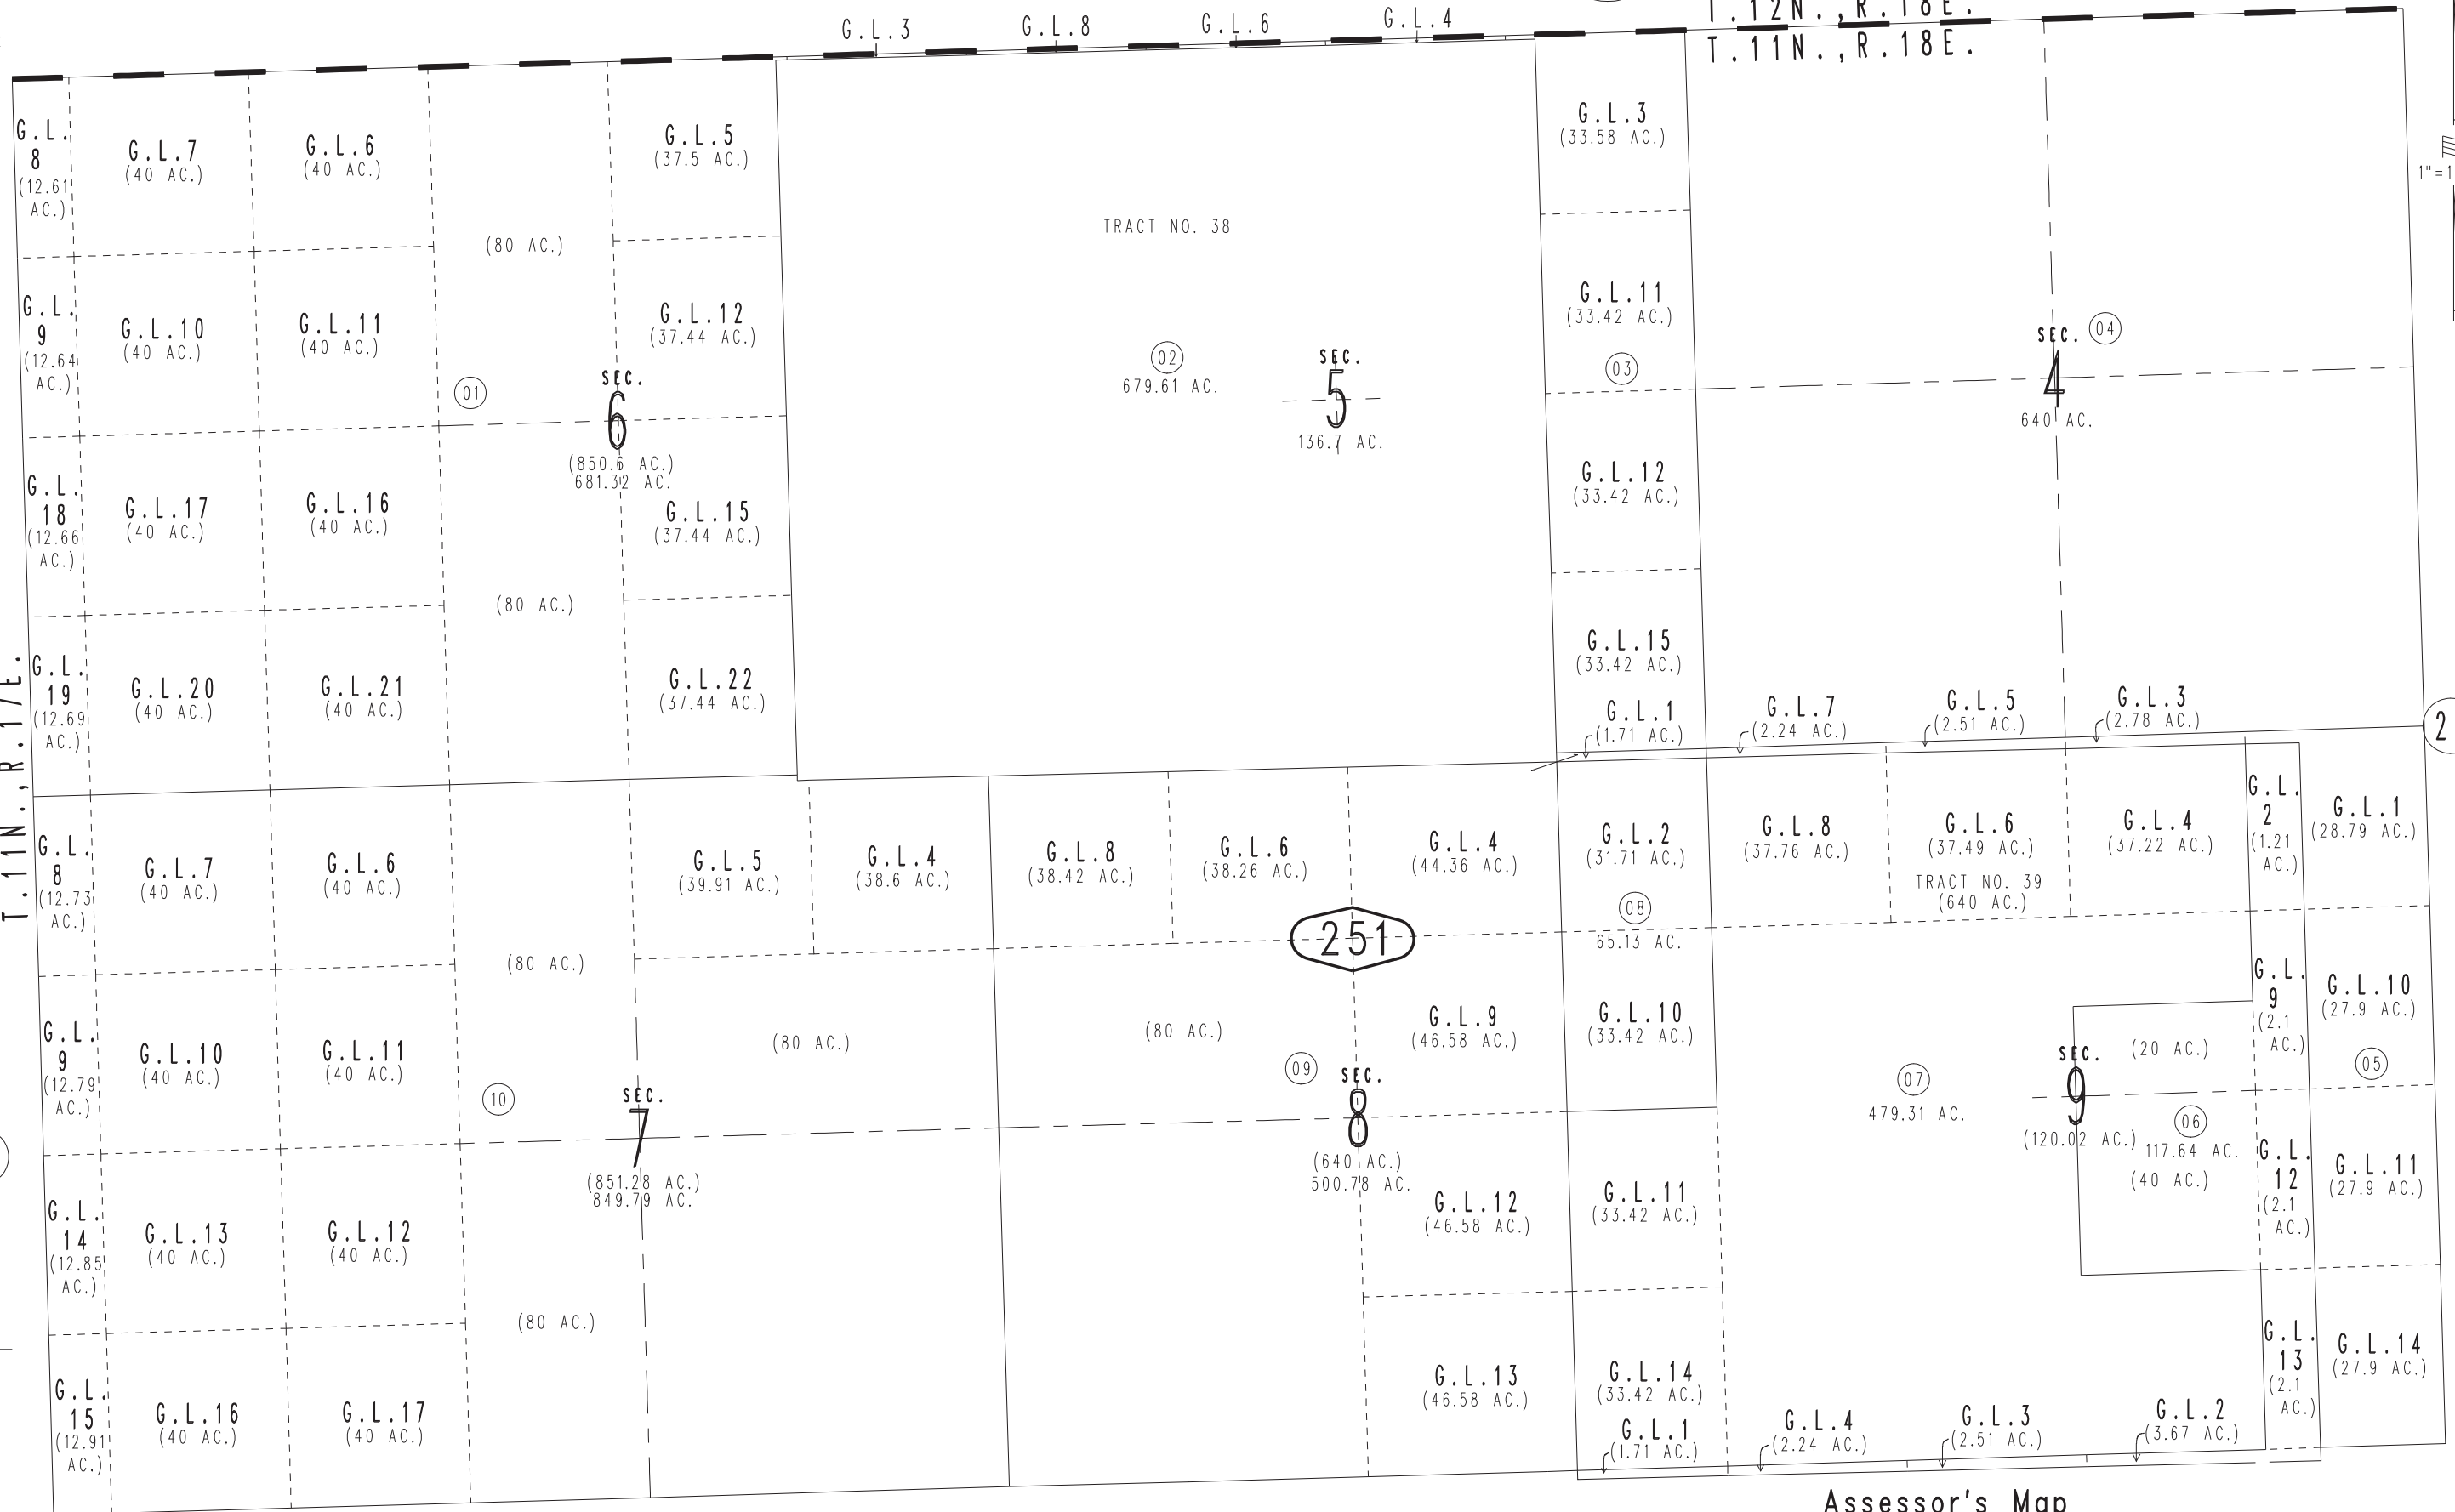 G.L.3
G.L.8
G.L.6
G.L.4
T.12N.,R.18E.
T.11N.,R.18E.
G.L.
8
(12.61
AC.)
G.L.7
(40 AC.)
G.L.6
(40 AC.)
(80 AC.)
G.L.5
(37.5 AC.)
TRACT NO. 38
G.L.3
(33.58 AC.)
1"=1
G.L.
9
(12.64
AC.)
G.L.10
(40 AC.)
G.L.11
(40 AC.)
G.L.12
(37.44 AC.)
01
SEC.
6
(850.6 AC.)
681.32 AC.
02
679.61 AC.
SEC.
5
136.7 AC.
G.L.11
(33.42 AC.)
03
SEC.
04
4
640 AC.
G.L.
18
(12.66
AC.)
G.L.17
(40 AC.)
G.L.16
(40 AC.)
G.L.15
(37.44 AC.)
G.L.12
(33.42 AC.)
(80 AC.)
G.L.
19
(12.69
AC.)
G.L.20
(40 AC.)
G.L.21
(40 AC.)
G.L.22
(37.44 AC.)
G.L.15
(33.42 AC.)
G.L.1
(1.71 AC.)
G.L.7
(2.24 AC.)
G.L.5
(2.51 AC.)
G.L.3
(2.78 AC.)
2
T.11N.,R.17E.
G.L.
8
(12.73
AC.)
G.L.7
(40 AC.)
G.L.6
(40 AC.)
(80 AC.)
G.L.5
(39.91 AC.)
G.L.4
(38.6 AC.)
G.L.8
(38.42 AC.)
G.L.6
(38.26 AC.)
G.L.4
(44.36 AC.)
G.L.2
(31.71 AC.)
08
65.13 AC.
G.L.8
(37.76 AC.)
G.L.6
(37.49 AC.)
TRACT NO. 39
(640 AC.)
G.L.4
(37.22 AC.)
G.L.
2
(1.21
AC.)
G.L.1
(28.79 AC.)
251
G.L.
9
(12.79
AC.)
G.L.10
(40 AC.)
G.L.11
(40 AC.)
10
SEC.
7
(851.28 AC.)
849.79 AC.
(80 AC.)
(80 AC.)
09
SEC.
8
(640 AC.)
500.78 AC.
G.L.9
(46.58 AC.)
G.L.10
(33.42 AC.)
07
479.31 AC.
SEC.
9
(120.02 AC.)
(20 AC.)
06
117.64 AC.
(40 AC.)
G.L.
9
(2.1
AC.)
G.L.10
(27.9 AC.)
05
G.L.
14
(12.85
AC.)
G.L.13
(40 AC.)
G.L.12
(40 AC.)
(80 AC.)
G.L.12
(46.58 AC.)
G.L.11
(33.42 AC.)
G.L.
12
(2.1
AC.)
G.L.11
(27.9 AC.)
G.L.
15
(12.91
AC.)
G.L.16
(40 AC.)
G.L.17
(40 AC.)
G.L.13
(46.58 AC.)
G.L.14
(33.42 AC.)
G.L.1
(1.71 AC.)
G.L.4
(2.24 AC.)
G.L.3
(2.51 AC.)
G.L.2
(3.67 AC.)
G.L.
13
(2.1
AC.)
G.L.14
(27.9 AC.)
Assessor's Map